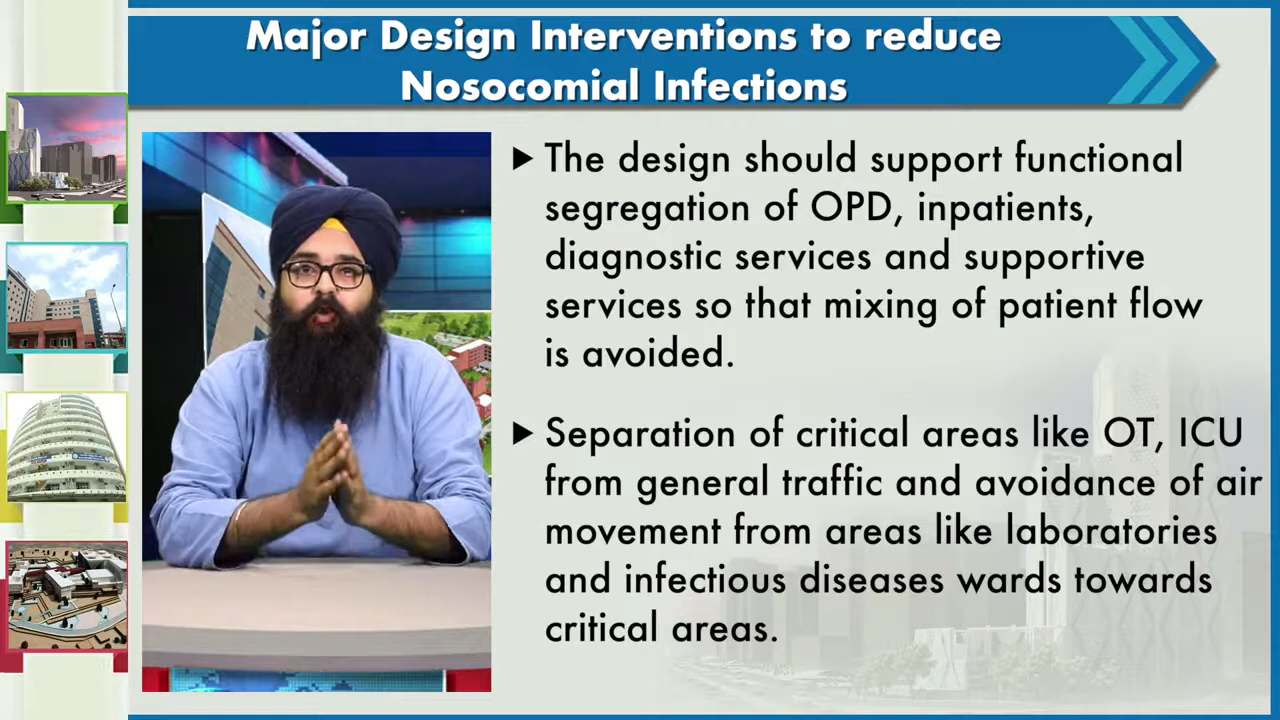 Major Design Interventions to reduce
Nosocomial Infections
The design should support functional
segregation of OPD, inpatients,
diagnostic services and supportive
services so that mixing of patient flow
is avoided.
Separation of critical areas like OT, ICU
from general traffic and avoidance of air
movement from areas like laboratories
and infectious diseases wards towards
critical areas.